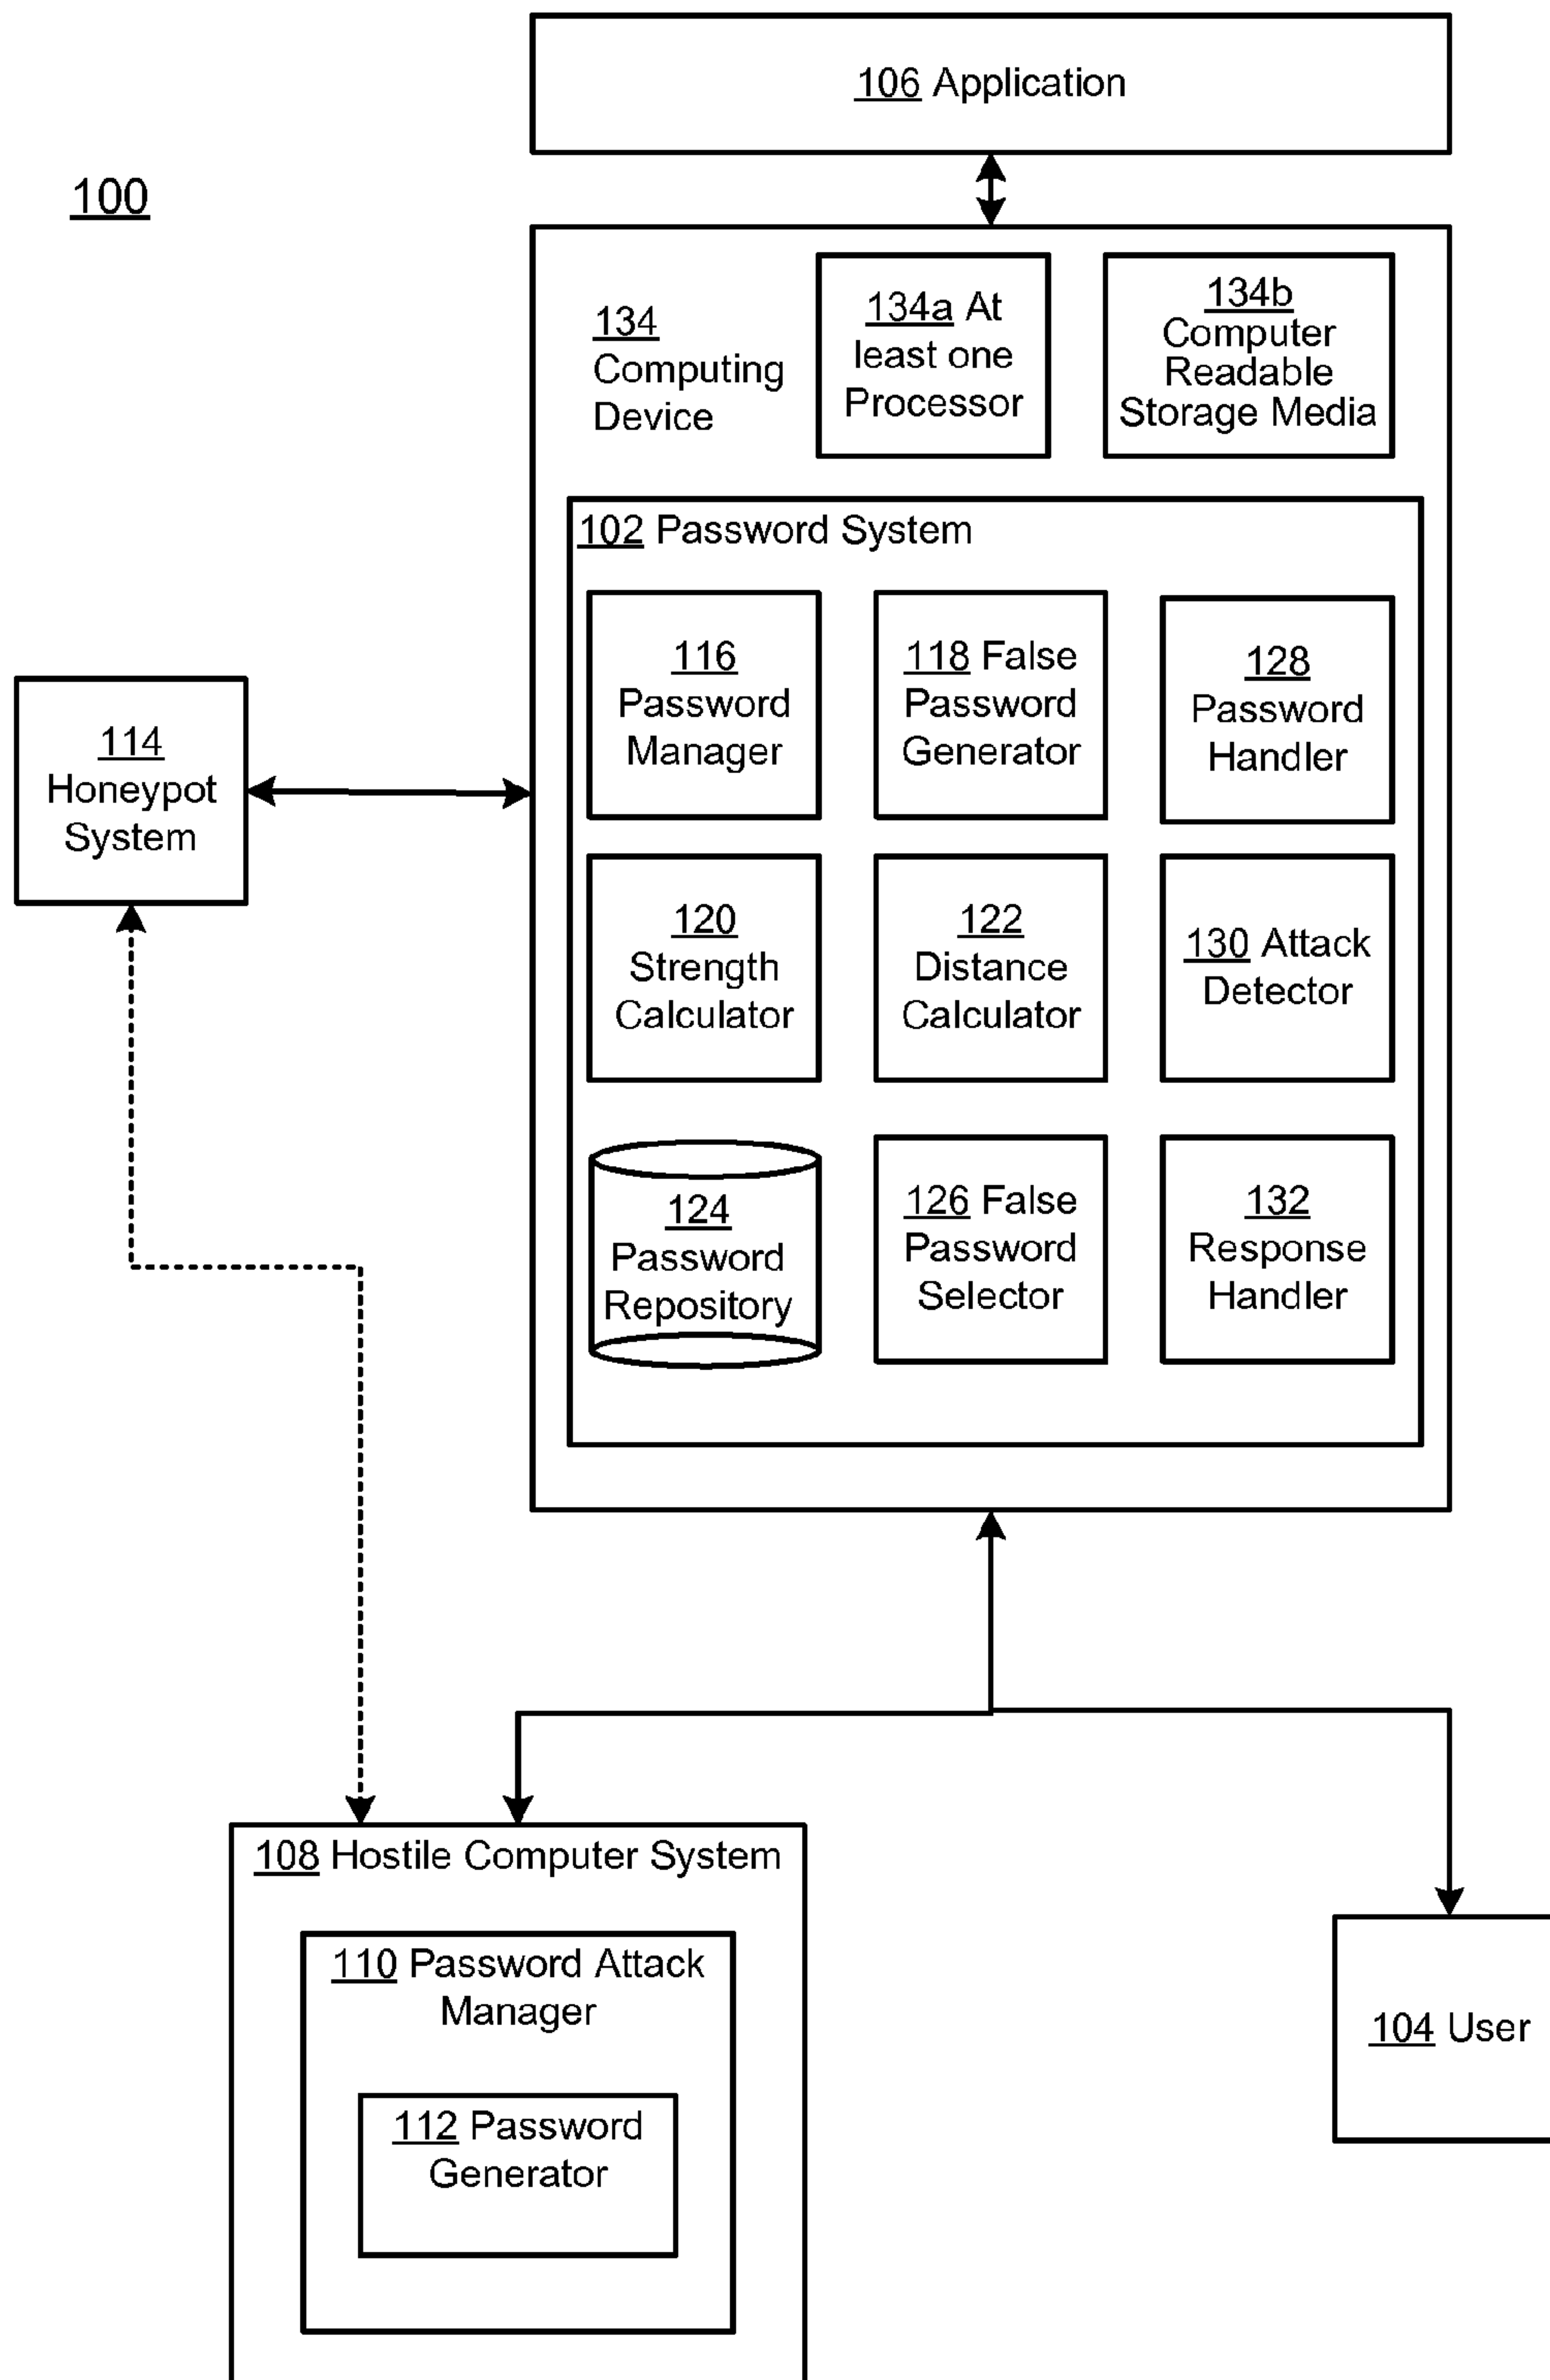 106 Application
100
134
Computing
Device
134a At
least one
Processor
134b
Computer
Readable
Storage Media
102 Password System
116
Password
Manager
118 False
Password
Generator
128
Password
Handler
114
Honeypot
System
120
Strength
Calculator
122
Distance
Calculator
130 Attack
Detector
124
Password
Repository
126 False
Password
Selector
132
Response
Handler
108 Hostile Computer System
110 Password Attack
Manager
112 Password
Generator
104 User